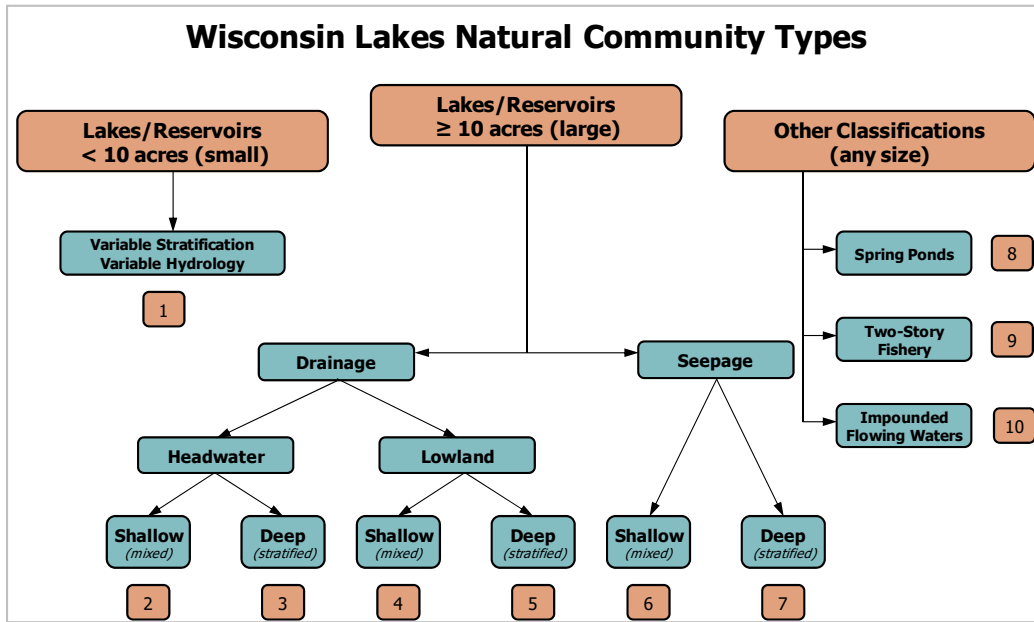 Wisconsin Lakes Natural Community Types
Lakes/Reservoirs
< 10 acres (small)
Lakes/Reservoirs
≥ 10 acres (large)
Other Classifications
(any size)
Variable Stratification
Variable Hydrology
1
Spring Ponds
8
Two-Story
Fishery
9
Impounded
Flowing Waters
10
Drainage
Seepage
Headwater
Lowland
Shallow
(mixed)
Deep
(stratified)
Shallow
(mixed)
Deep
(stratified)
Shallow
(mixed)
Deep
(stratified)
2
3
4
5
6
7